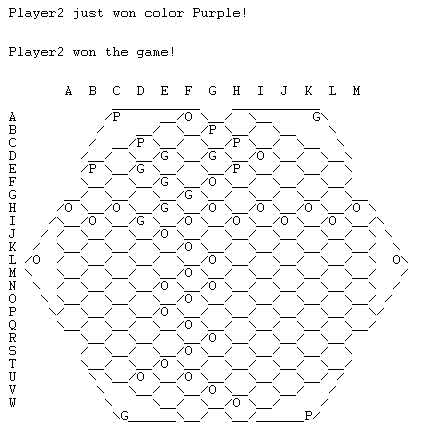 Player2 just won color Purple!
Player2 won the game!
A B C D E F G H I J K L M
A P O G
B P
C P P
D G G O
E P G P
F G O
G G
H O O G O O O O
I O G O O O O
J O
K O
L O O O
M O
N O O
O O
P O
Q O
R O
S O
T O
U O O
V O
W O
G P